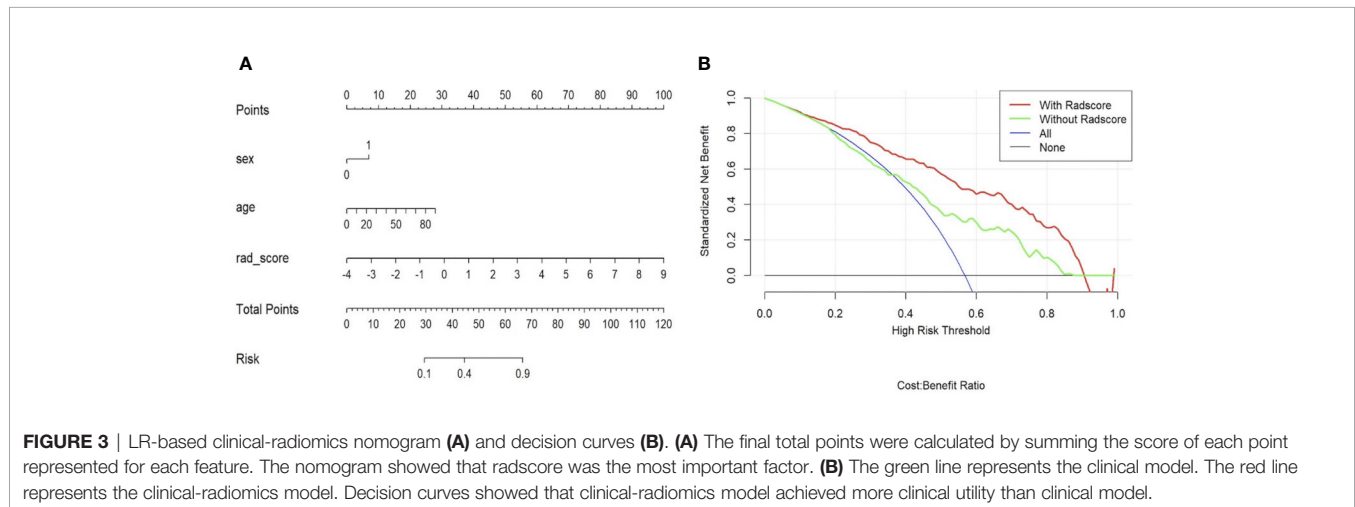 A
Points
0 10 20 30 40 50 60 70 80 90 100
sex
1
0
age
0 20 50 80
rad_score
-4 -3 -2 -1 0 1 2 3 4 5 6 7 8 9
Total Points
0 10 20 30 40 50 60 70 80 90 100 110 120
Risk
0.1 0.4 0.9
B
Standardized Net Benefit
1.0
0.8
0.6
0.4
0.2
0.0
With Radscore
Without Radscore
All
None
0.0 0.2 0.4 0.6 0.8 1.0
High Risk Threshold
Cost:Benefit Ratio
FIGURE 3 | LR-based clinical-radiomics nomogram (A) and decision curves (B). (A) The final total points were calculated by summing the score of each point
represented for each feature. The nomogram showed that radscore was the most important factor. (B) The green line represents the clinical model. The red line
represents the clinical-radiomics model. Decision curves showed that clinical-radiomics model achieved more clinical utility than clinical model.